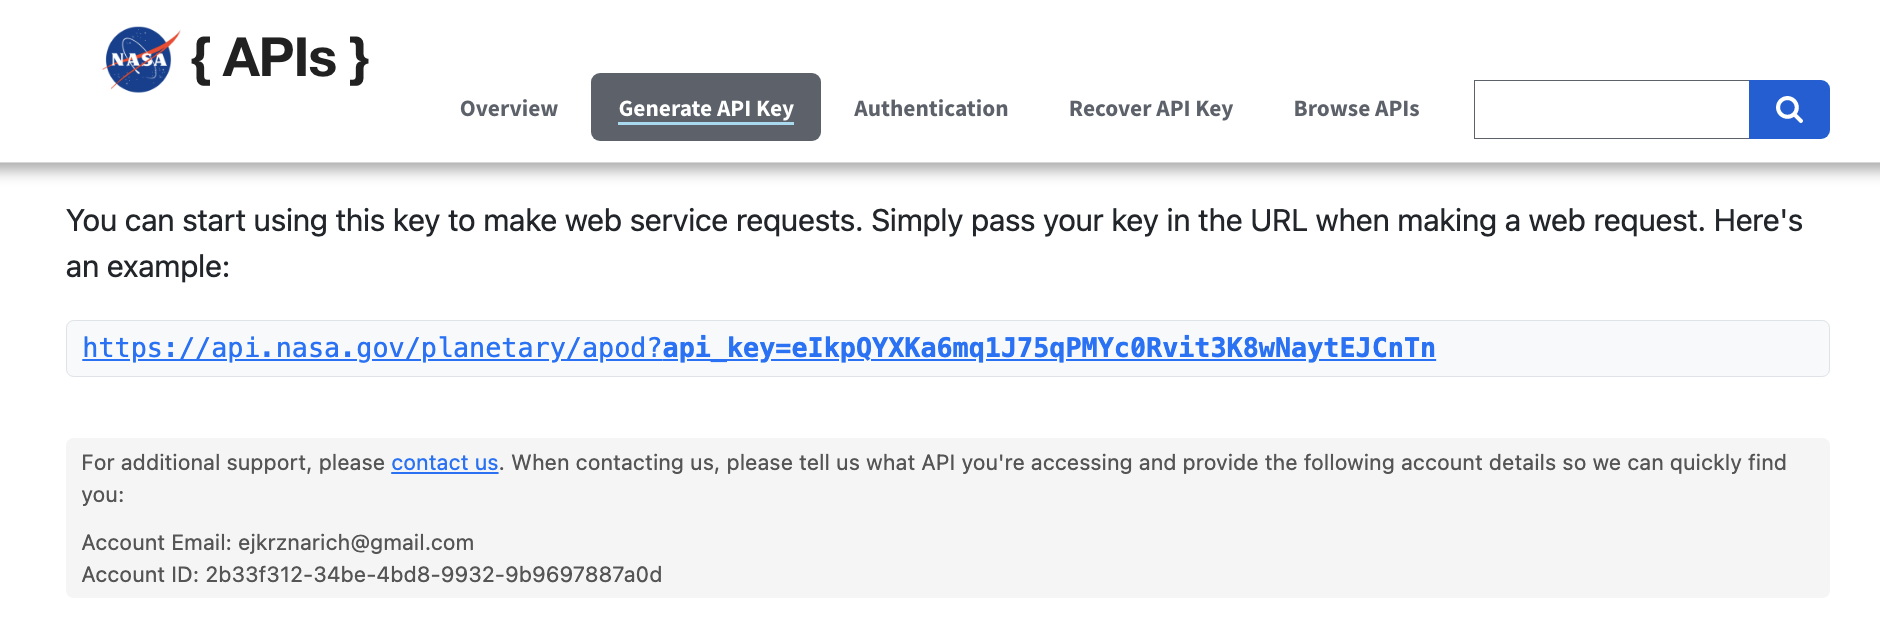 NASA { APIs }
Overview Generate API Key Authentication Recover API Key Browse APIs
You can start using this key to make web service requests. Simply pass your key in the URL when making a web request. Here's
an example:
https://api.nasa.gov/planetary/apod?api_key=eIkpQYXKa6mq1J75qPMYc0Rvit3K8wNaytEJCnTn
For additional support, please contact us. When contacting us, please tell us what API you're accessing and provide the following account details so we can quickly find
you:
Account Email: ejkrznarich@gmail.com
Account ID: 2b33f312-34be-4bd8-9932-9b9697887a0d